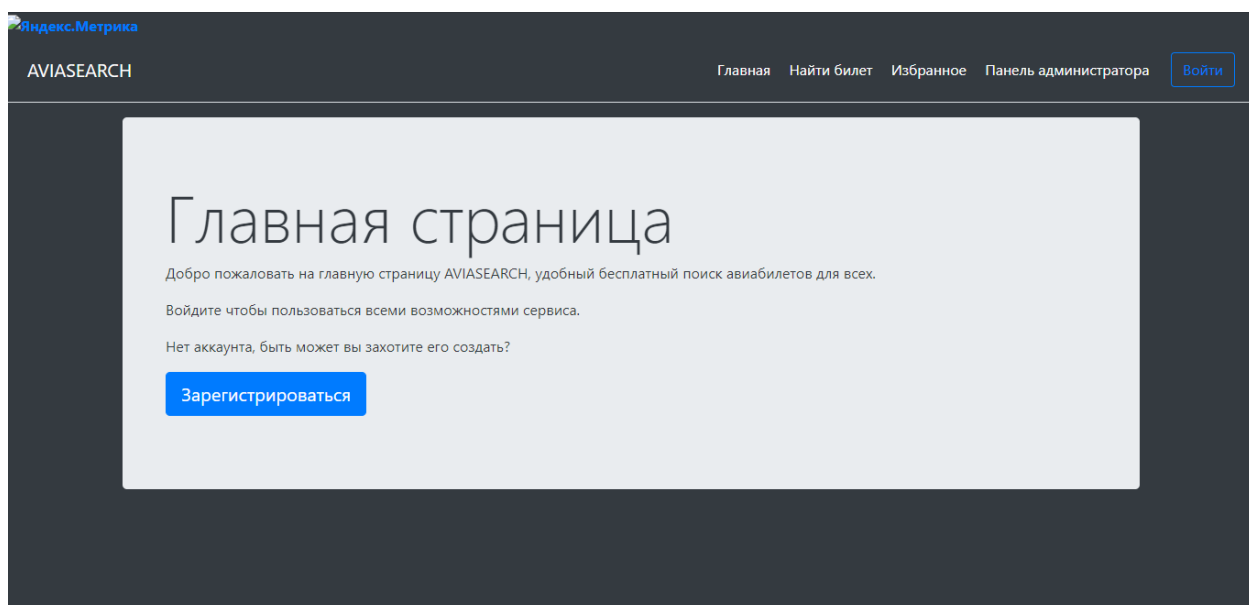 Яндекс.Метрика
AVIASEARCH
Главная Найти билет Избранное Панель администратора Войти
Главная страница
Добро пожаловать на главную страницу AVIASEARCH, удобный бесплатный поиск авиабилетов для всех.
Войдите чтобы пользоваться всеми возможностями сервиса.
Нет аккаунта, быть может вы захотите его создать?
Зарегистрироваться